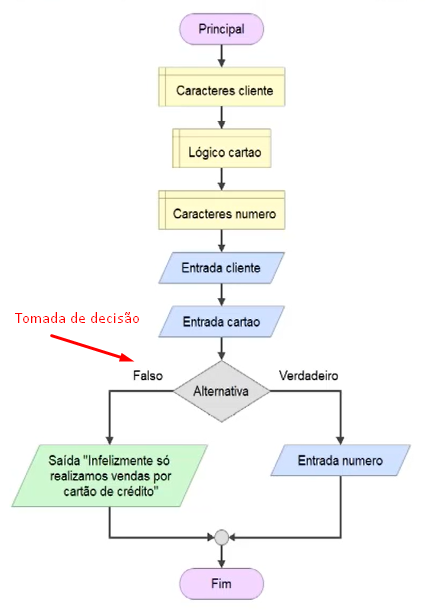 Principal
Caracteres cliente
Lógico cartao
Caracteres numero
Entrada cliente
Entrada cartao
Tomada de decisão
Falso
Verdadeiro
Alternativa
Saída "Infelizmente só
realizamos vendas por
cartão de crédito"
Entrada numero
Fim